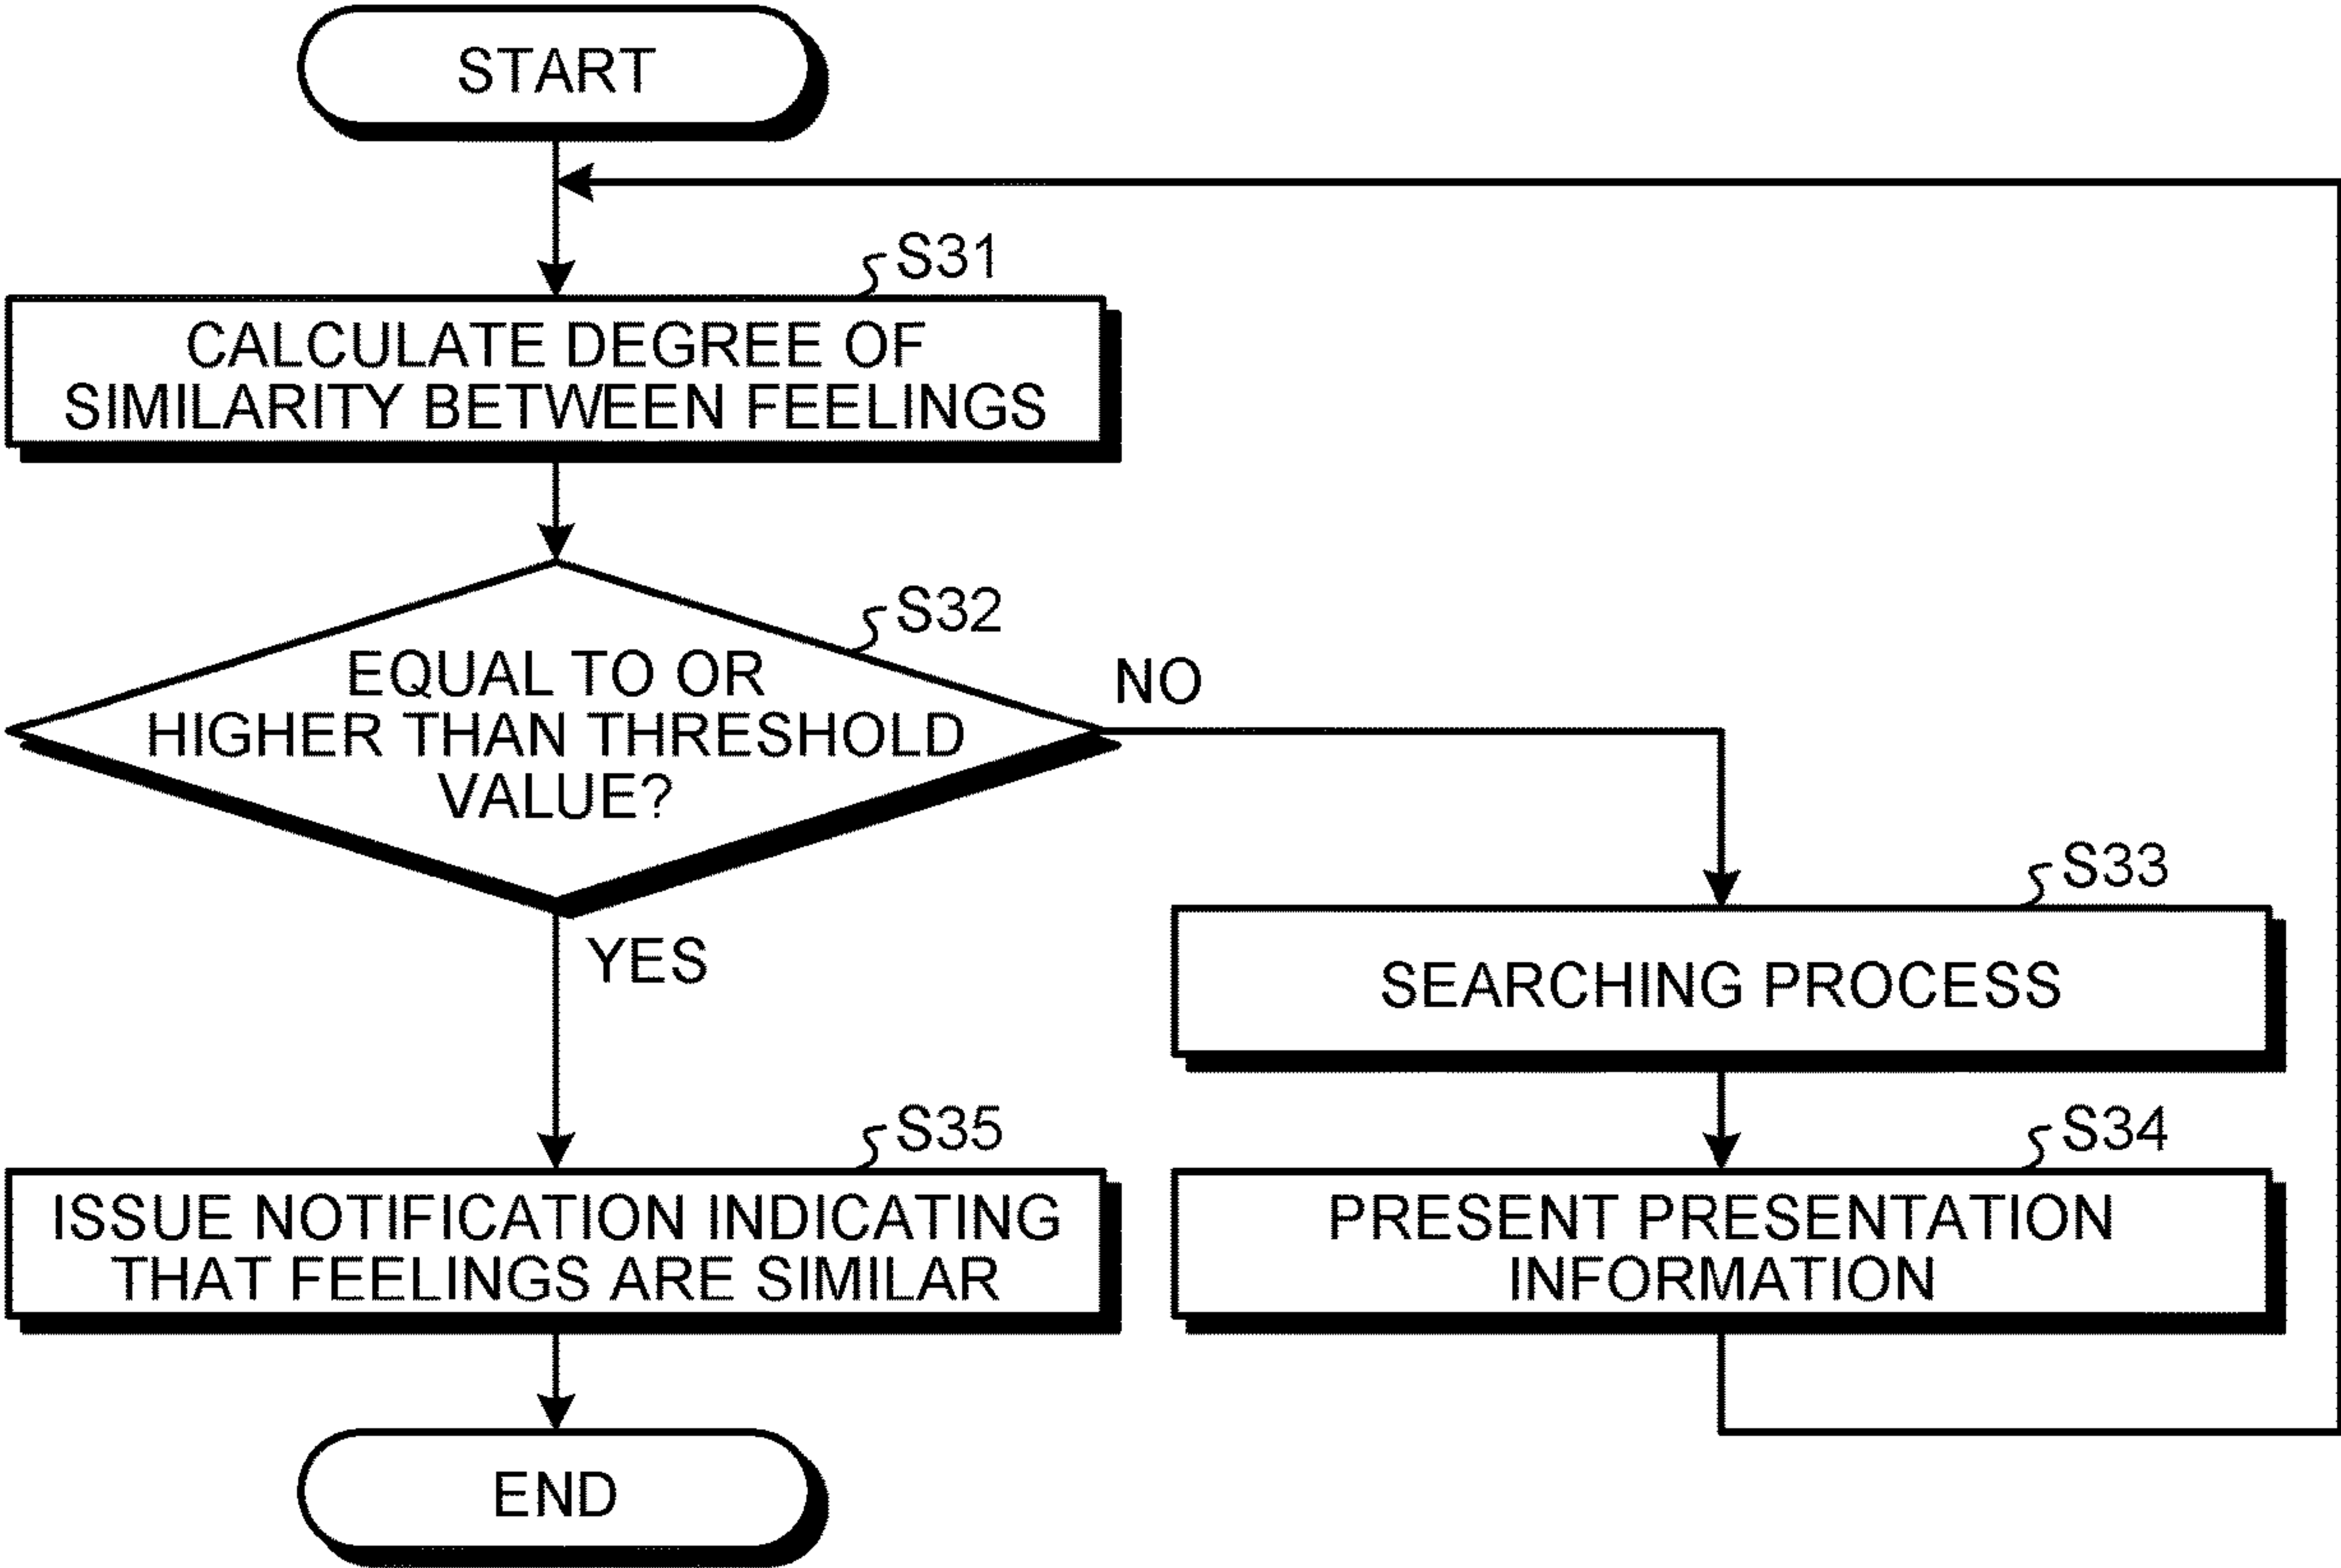 START
S31
CALCULATE DEGREE OF
SIMILARITY BETWEEN FEELINGS
S32
EQUAL TO OR
HIGHER THAN THRESHOLD
VALUE?
NO
YES
S33
SEARCHING PROCESS
S34
PRESENT PRESENTATION
INFORMATION
S35
ISSUE NOTIFICATION INDICATING
THAT FEELINGS ARE SIMILAR
END